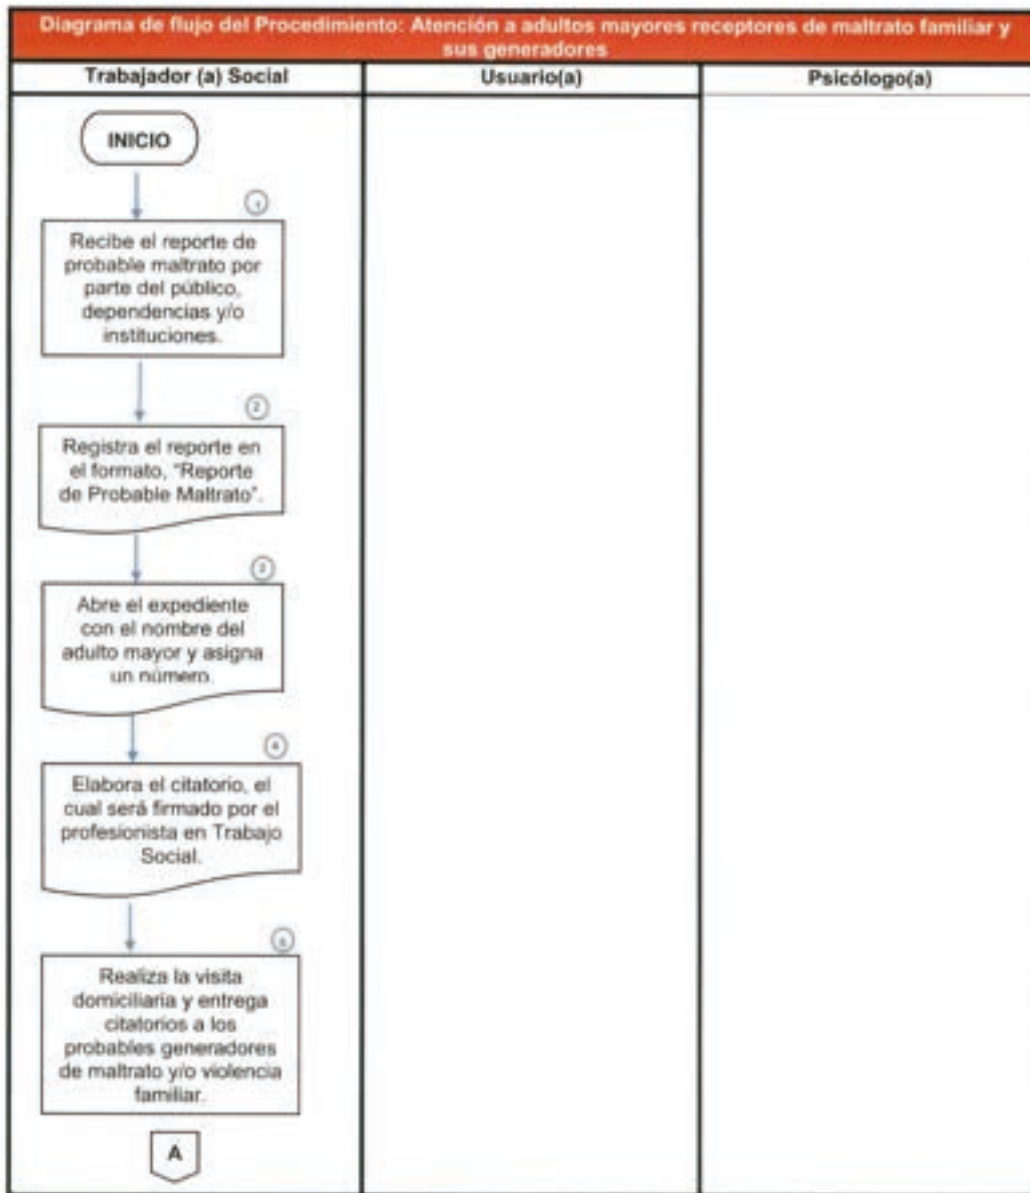 Diagrama de flujo del Procedimiento: Atención a adultos mayores receptores de maltrato familiar y
sus generadores
Trabajador (a) Social
Usuario(a)
Psicólogo(a)
INICIO
1
Recibe el reporte de
probable maltrato por
parte del público,
dependencias y/o
instituciones.
2
Registra el reporte en
el formato, "Reporte
de Probable Maltrato".
3
Abre el expediente
con el nombre del
adulto mayor y asigna
un número.
4
Elabora el citatorio, el
cual será firmado por el
profesionista en Trabajo
Social.
5
Realiza la visita
domiciliaria y entrega
citatorios a los
probables generadores
de maltrato y/o violencia
familiar.
A